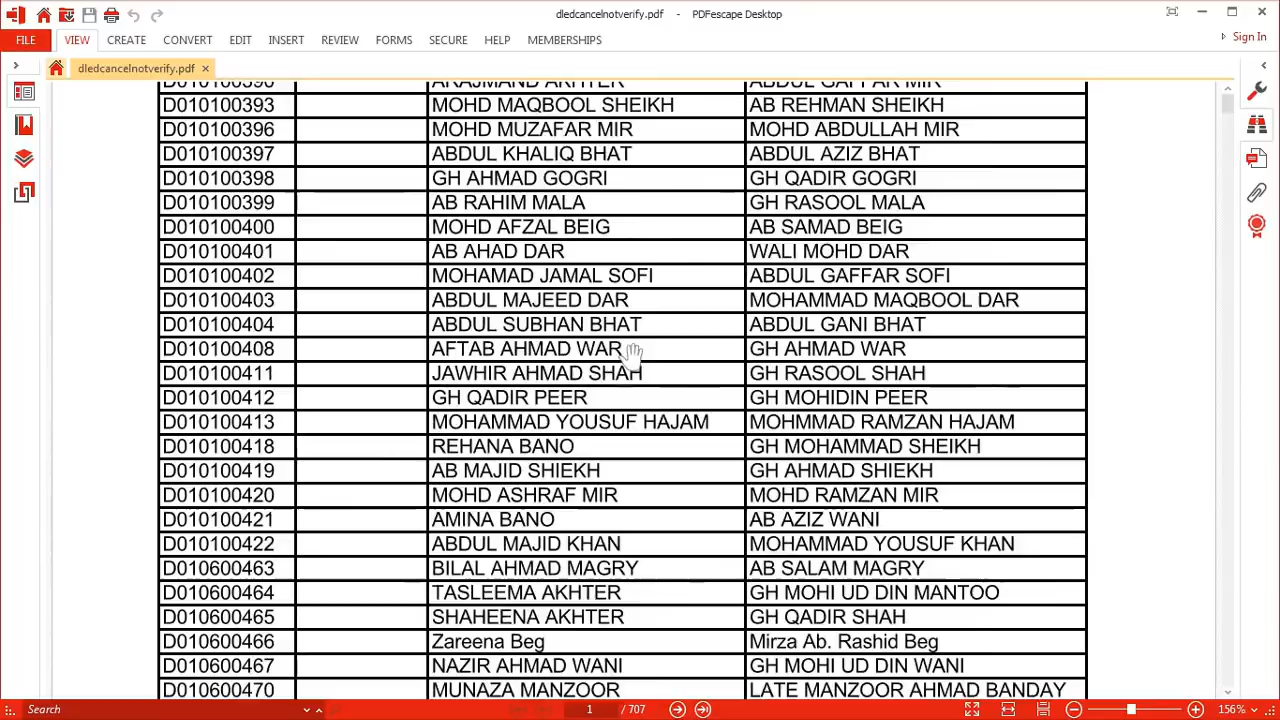 dledcancelnotverify.pdf - PDFescape Desktop
FILE VIEW CREATE CONVERT EDIT INSERT REVIEW FORMS SECURE HELP MEMBERSHIPS Sign In
dledcancelnotverify.pdf ×
D010100390 ARAJMAND AKHTER ABDUL GAFFAR MIR
D010100393 MOHD MAQBOOL SHEIKH AB REHMAN SHEIKH
D010100396 MOHD MUZAFAR MIR MOHD ABDULLAH MIR
D010100397 ABDUL KHALIQ BHAT ABDUL AZIZ BHAT
D010100398 GH AHMAD GOGRI GH QADIR GOGRI
D010100399 AB RAHIM MALA GH RASOOL MALA
D010100400 MOHD AFZAL BEIG AB SAMAD BEIG
D010100401 AB AHAD DAR WALI MOHD DAR
D010100402 MOHAMAD JAMAL SOFI ABDUL GAFFAR SOFI
D010100403 ABDUL MAJEED DAR MOHAMMAD MAQBOOL DAR
D010100404 ABDUL SUBHAN BHAT ABDUL GANI BHAT
D010100408 AFTAB AHMAD WAR GH AHMAD WAR
D010100411 JAWHIR AHMAD SHAH GH RASOOL SHAH
D010100412 GH QADIR PEER GH MOHIDIN PEER
D010100413 MOHAMMAD YOUSUF HAJAM MOHMMAD RAMZAN HAJAM
D010100418 REHANA BANO GH MOHAMMAD SHEIKH
D010100419 AB MAJID SHIEKH GH AHMAD SHIEKH
D010100420 MOHD ASHRAF MIR MOHD RAMZAN MIR
D010100421 AMINA BANO AB AZIZ WANI
D010100422 ABDUL MAJID KHAN MOHAMMAD YOUSUF KHAN
D010600463 BILAL AHMAD MAGRY AB SALAM MAGRY
D010600464 TASLEEMA AKHTER GH MOHI UD DIN MANTOO
D010600465 SHAHEENA AKHTER GH QADIR SHAH
D010600466 Zareena Beg Mirza Ab. Rashid Beg
D010600467 NAZIR AHMAD WANI GH MOHI UD DIN WANI
D010600470 MUNAZA MANZOOR LATE MANZOOR AHMAD BANDAY
Search 1 / 707 156%